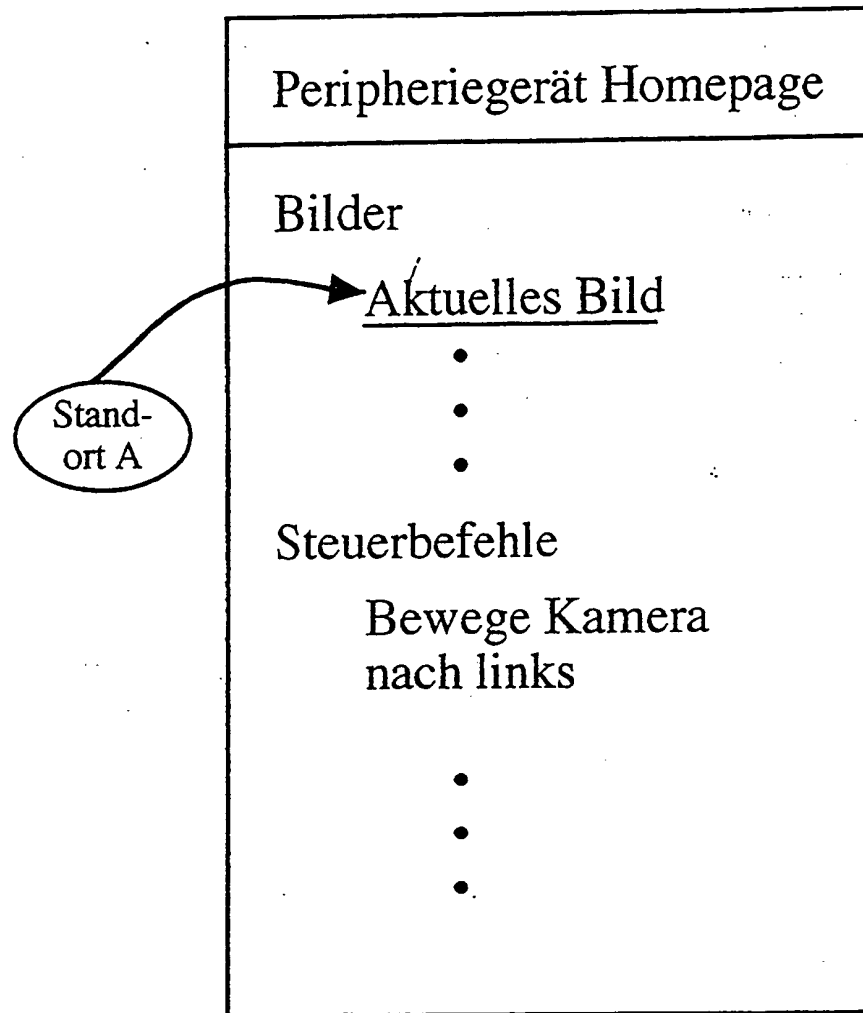 Peripheriegerät Homepage
Bilder
Aktuelles Bild
Stand-
ort A
Steuerbefehle
Bewege Kamera
nach links